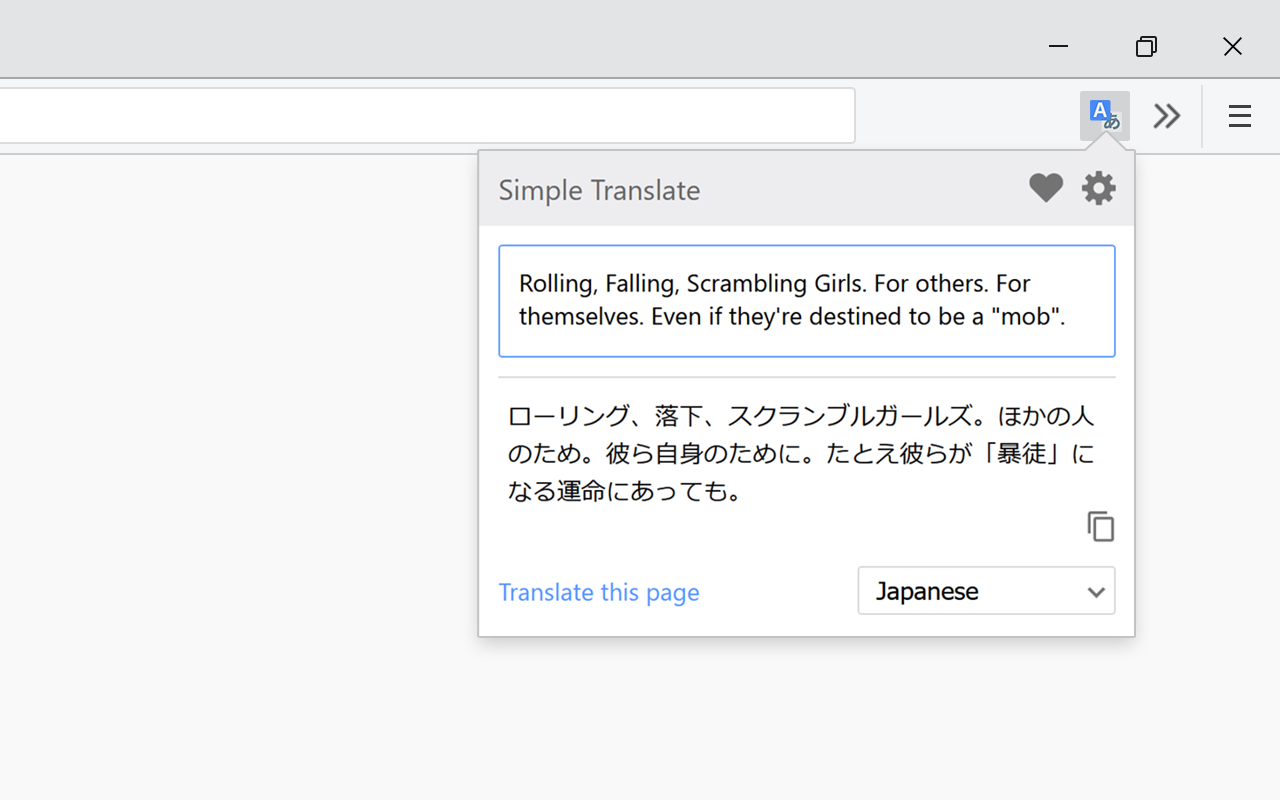 Simple Translate
Rolling, Falling, Scrambling Girls. For others. For
themselves. Even if they're destined to be a "mob".
ローリング、落下、スクランブルガールズ。ほかの人
のため。彼ら自身のために。たとえ彼らが「暴徒」に
なる運命にあっても。
Translate this page
Japanese